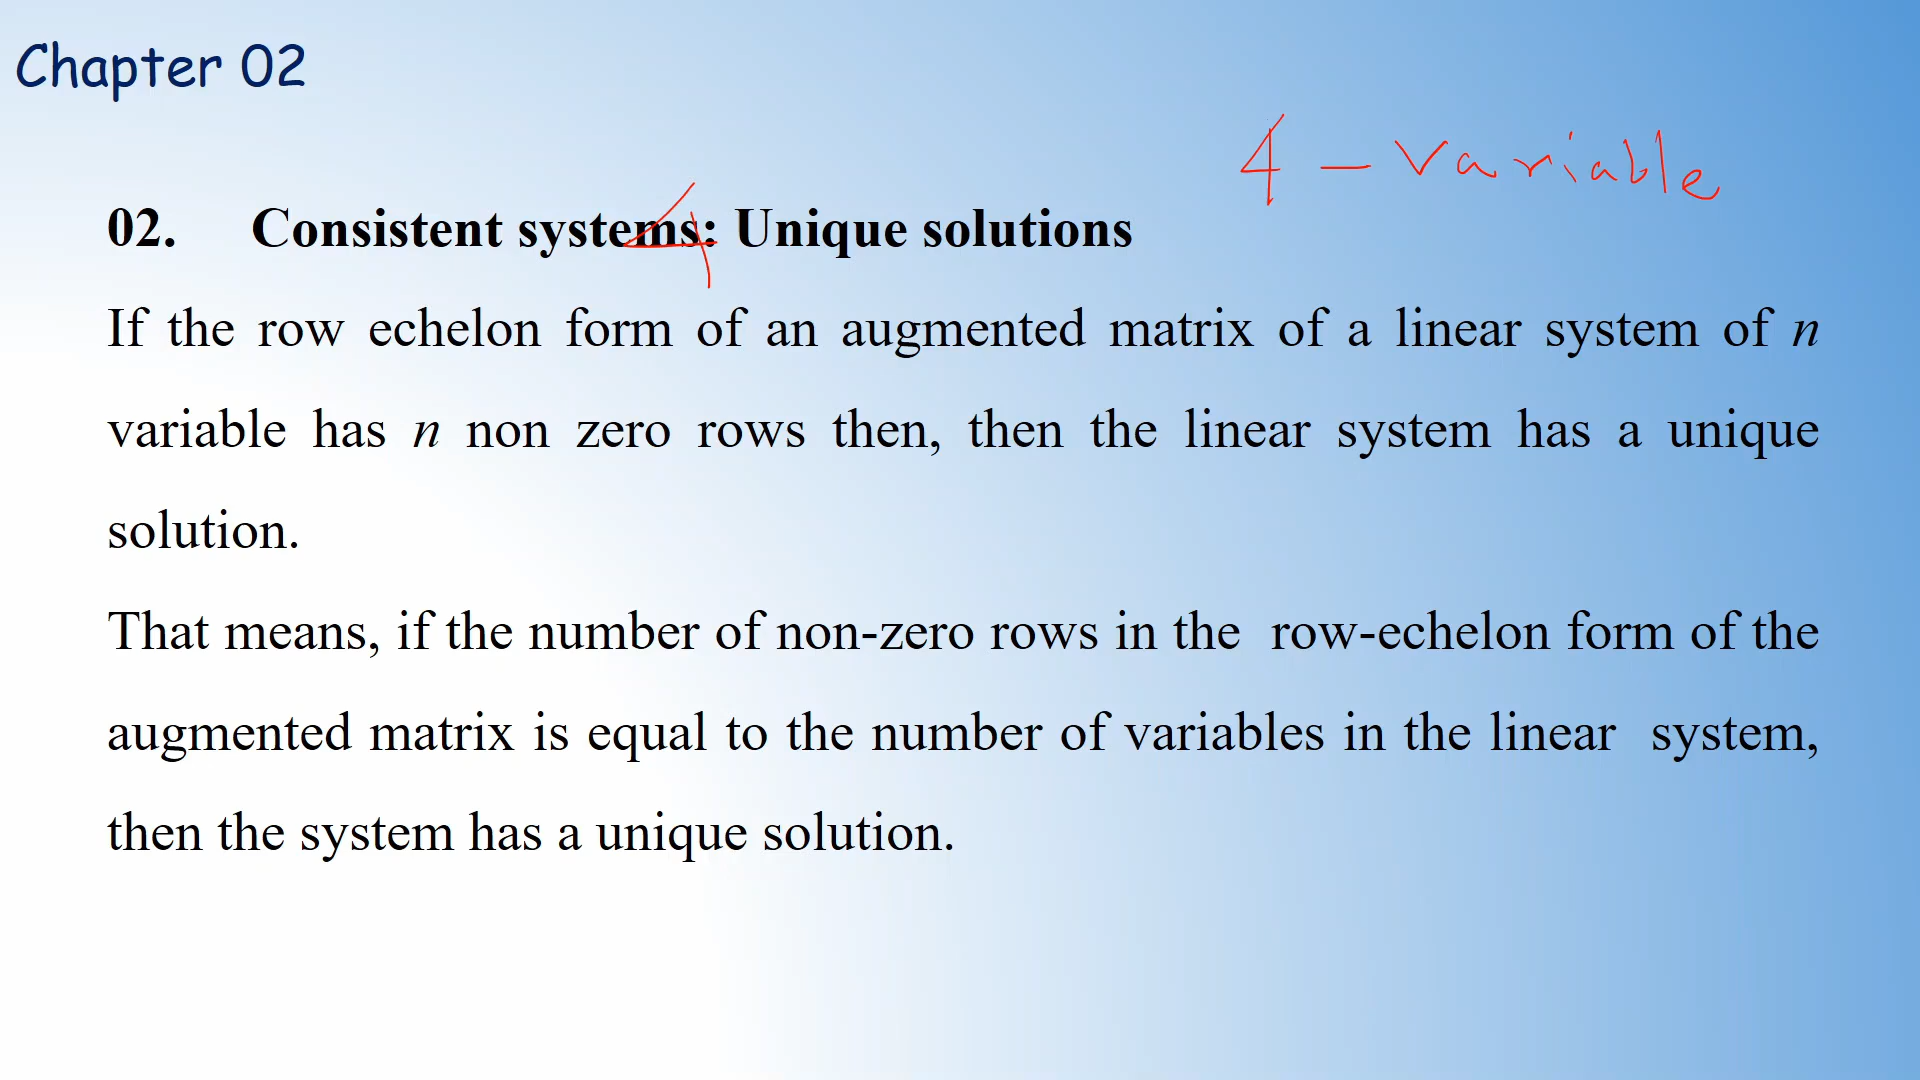 Chapter 02
4 - variable
02. Consistent systems: Unique solutions
4
If the row echelon form of an augmented matrix of a linear system of n
variable has n non zero rows then, then the linear system has a unique
solution.
That means, if the number of non-zero rows in the row-echelon form of the
augmented matrix is equal to the number of variables in the linear system,
then the system has a unique solution.